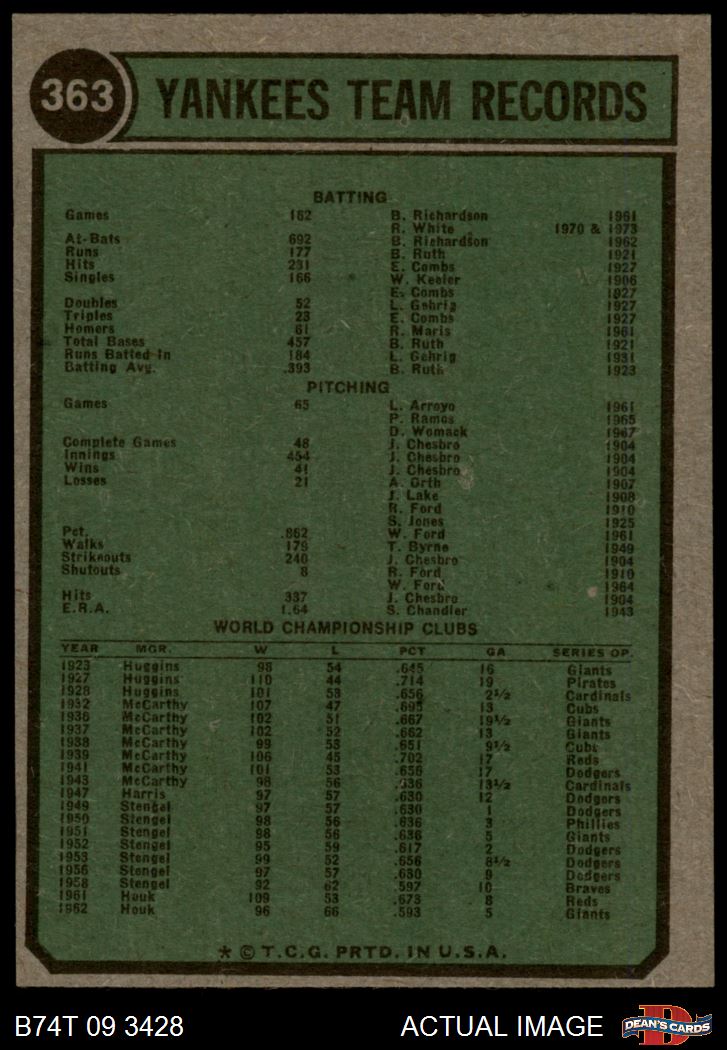 363 YANKEES TEAM RECORDS
BATTING
Games 162 B. Richardson 1961
R. White 1970 & 1973
At-Bats 692 B. Richardson 1962
Runs 177 B. Ruth 1921
Hits 231 E. Combs 1927
Singles 166 W. Keeler 1906
E. Combs 1927
Doubles 52 L. Gehrig 1927
Triples 23 E. Combs 1927
Homers 61 R. Maris 1961
Total Bases 457 B. Ruth 1921
Runs Batted In 184 L. Gehrig 1931
Batting Avg. .393 B. Ruth 1923
PITCHING
Games 65 L. Arroyo 1961
P. Ramos 1965
D. Womack 1967
Complete Games 48 J. Chesbro 1904
Innings 454 J. Chesbro 1904
Wins 41 J. Chesbro 1904
Losses 21 A. Orth 1907
J. Lake 1908
R. Ford 1910
S. Jones 1925
Pct. .862 W. Ford 1961
Walks 179 T. Byrne 1949
Strikeouts 240 J. Chesbro 1904
Shutouts 8 R. Ford 1910
W. Ford 1964
Hits 337 J. Chesbro 1904
E.R.A. 1.64 S. Chandler 1943
WORLD CHAMPIONSHIP CLUBS
YEAR MGR. W L PCT GA SERIES OP.
1923 Huggins 98 54 .645 16 Giants
1927 Huggins 110 44 .714 19 Pirates
1928 Huggins 101 53 .656 2½ Cardinals
1932 McCarthy 107 47 .695 13 Cubs
1936 McCarthy 102 51 .667 19½ Giants
1937 McCarthy 102 52 .662 13 Giants
1938 McCarthy 99 53 .651 9½ Cubs
1939 McCarthy 106 45 .702 17 Reds
1941 McCarthy 101 53 .656 17 Dodgers
1943 McCarthy 98 56 .636 13½ Cardinals
1947 Harris 97 57 .630 12 Dodgers
1949 Stengel 97 57 .630 1 Dodgers
1950 Stengel 98 56 .636 3 Phillies
1951 Stengel 98 56 .636 5 Giants
1952 Stengel 95 59 .617 2 Dodgers
1953 Stengel 99 52 .656 8½ Dodgers
1956 Stengel 97 57 .630 9 Dodgers
1958 Stengel 92 62 .597 10 Braves
1961 Houk 109 53 .673 8 Reds
1962 Houk 96 66 .593 5 Giants
* © T.C.G. PRTD. IN U.S.A.
B74T 09 3428 ACTUAL IMAGE D DEAN'S CARDS